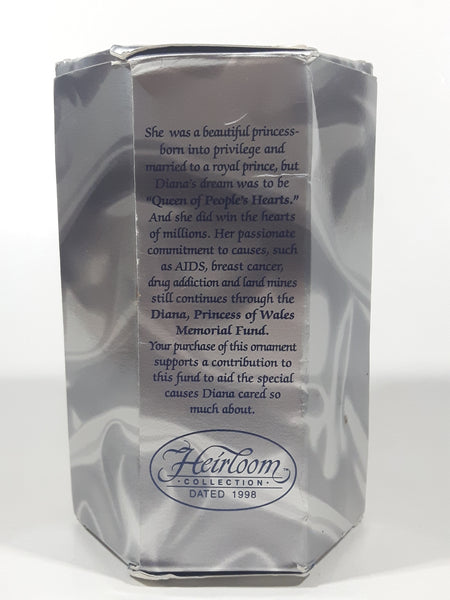 She was a beautiful princess-
born into privilege and
married to a royal prince, but
Diana's dream was to be
"Queen of People's Hearts."
And she did win the hearts
of millions. Her passionate
commitment to causes, such
as AIDS, breast cancer,
drug addiction and land mines
still continues through the
Diana, Princess of Wales
Memorial Fund.
Your purchase of this ornament
supports a contribution to
this fund to aid the special
causes Diana cared so
much about.
Heirloom
·COLLECTION·
DATED 1998